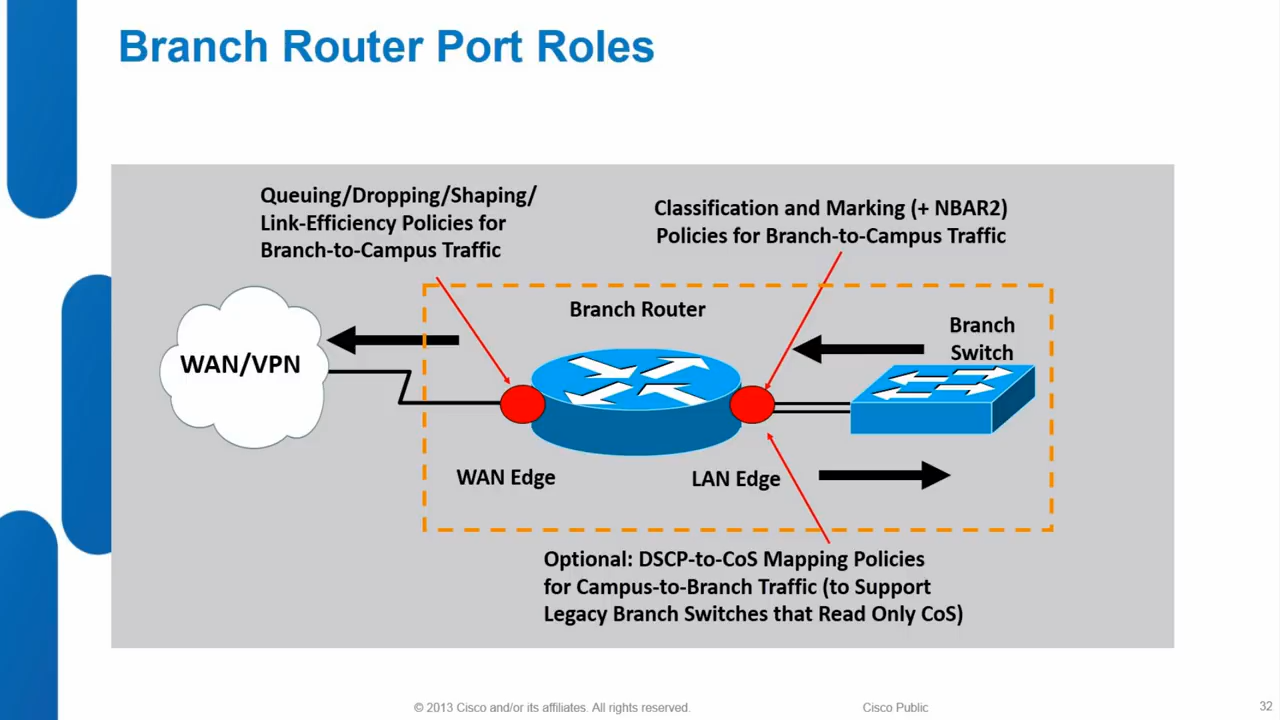 Branch Router Port Roles
Queuing/Dropping/Shaping/
Link-Efficiency Policies for
Branch-to-Campus Traffic
Classification and Marking (+ NBAR2)
Policies for Branch-to-Campus Traffic
Branch Router
Branch
Switch
WAN/VPN
WAN Edge
LAN Edge
Optional: DSCP-to-CoS Mapping Policies
for Campus-to-Branch Traffic (to Support
Legacy Branch Switches that Read Only CoS)
© 2013 Cisco and/or its affiliates. All rights reserved.
Cisco Public
32